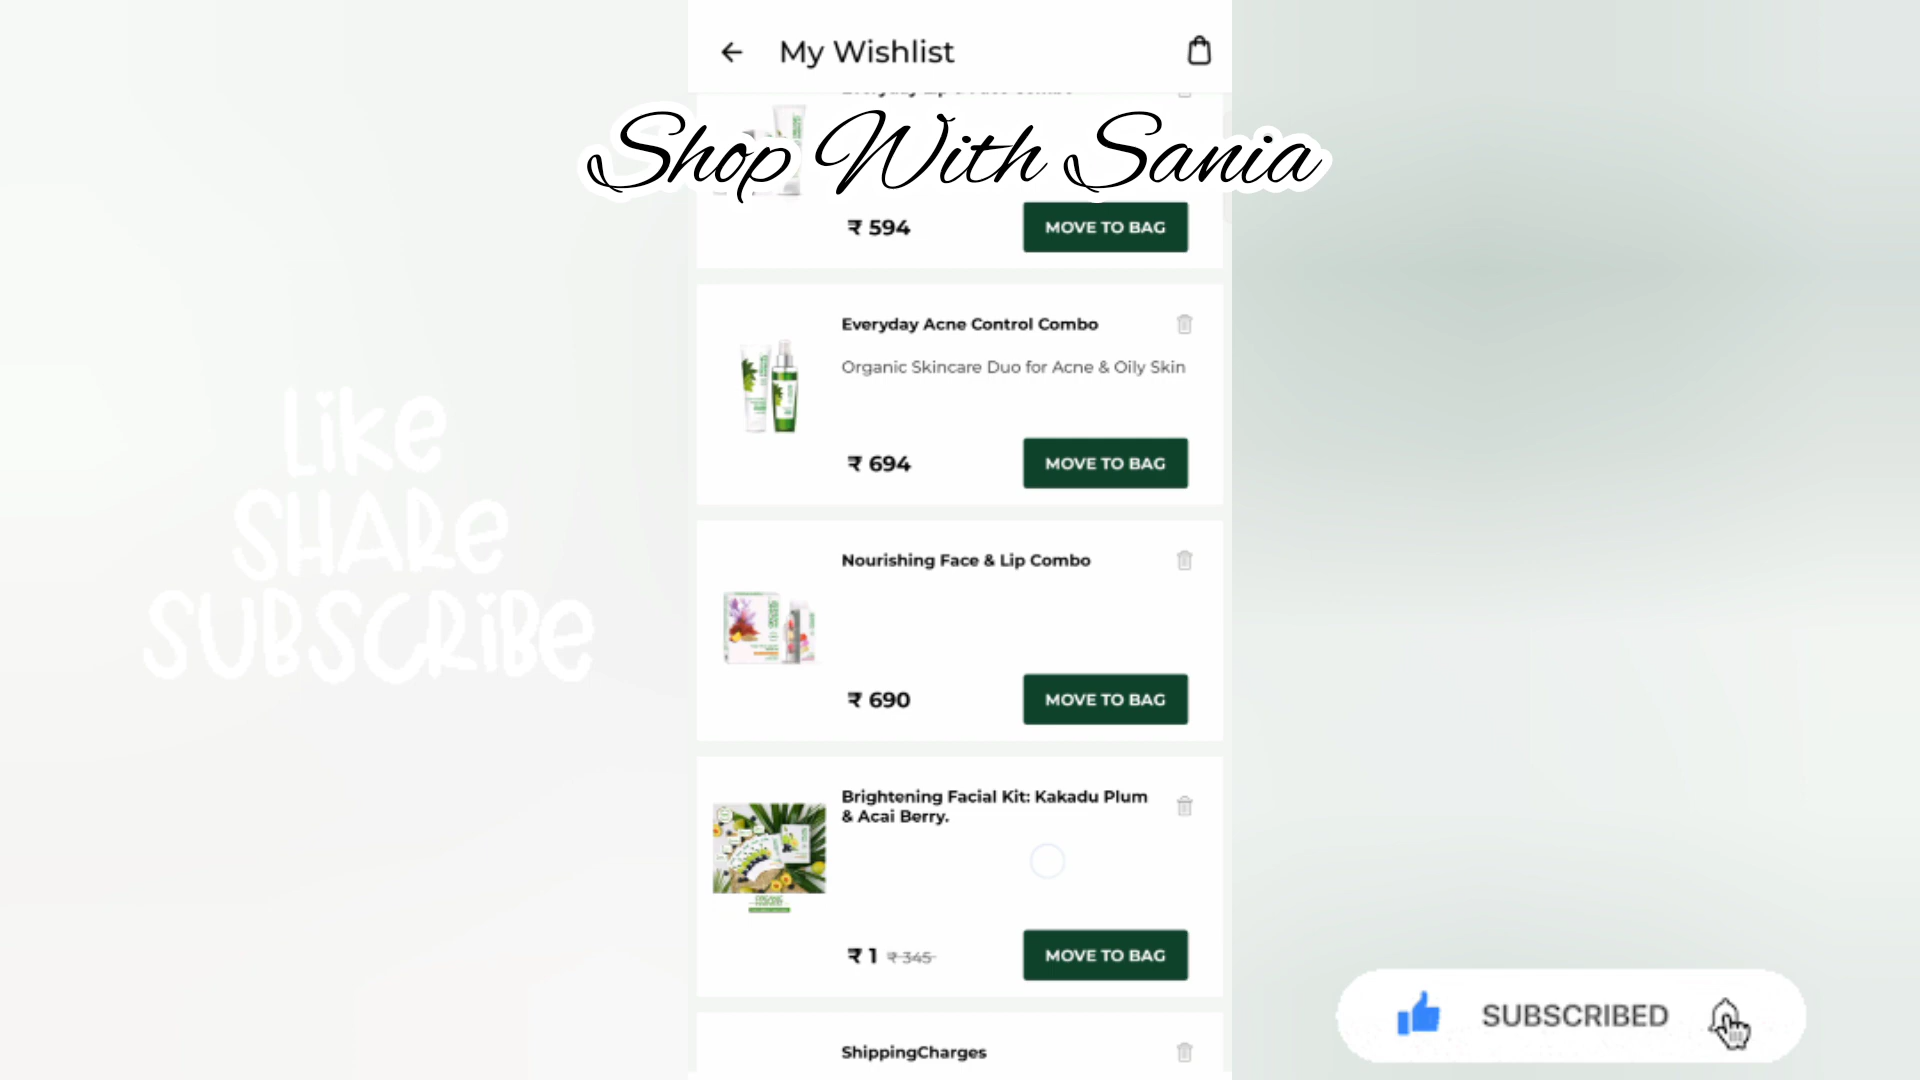 My Wishlist
Shop With Sania
₹ 594
MOVE TO BAG
Everyday Acne Control Combo
Organic Skincare Duo for Acne & Oily Skin
₹ 694
MOVE TO BAG
Like
SHARe
SUBSCRiBe
Nourishing Face & Lip Combo
₹ 690
MOVE TO BAG
Brightening Facial Kit: Kakadu Plum
& Acai Berry.
₹ 1 ₹ 345
MOVE TO BAG
SUBSCRIBED
ShippingCharges